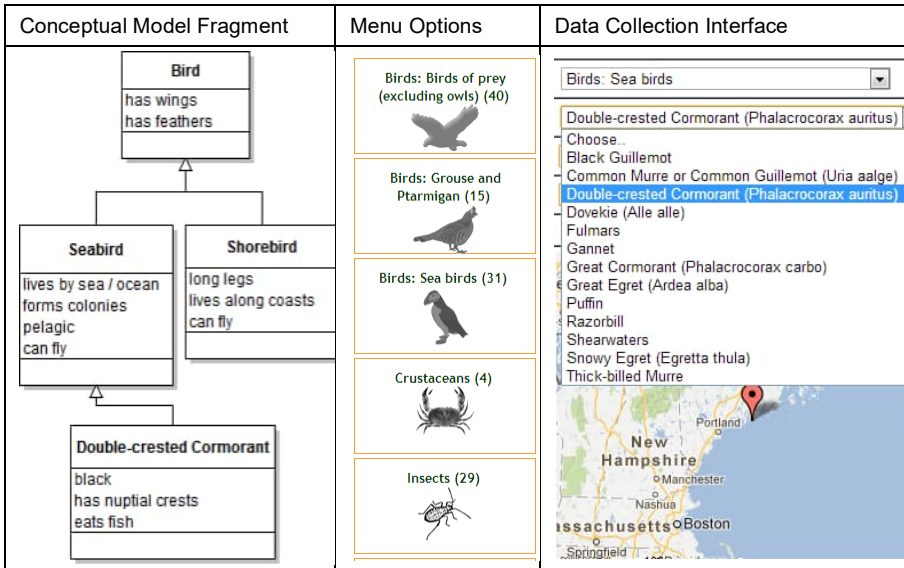 Conceptual Model Fragment
Menu Options
Data Collection Interface
Bird
has wings
has feathers
Seabird
lives by sea / ocean
forms colonies
pelagic
can fly
Shorebird
long legs
lives along coasts
can fly
Double-crested Cormorant
black
has nuptial crests
eats fish
Birds: Birds of prey
(excluding owls) (40)
Birds: Grouse and
Ptarmigan (15)
Birds: Sea birds (31)
Crustaceans (4)
Insects (29)
Birds: Sea birds
Double-crested Cormorant (Phalacrocorax auritus)
Choose..
Black Guillemot
Common Murre or Common Guillemot (Uria aalge)
Double-crested Cormorant (Phalacrocorax auritus)
Dovekie (Alle alle)
Fulmars
Gannet
Great Cormorant (Phalacrocorax carbo)
Great Egret (Ardea alba)
Puffin
Razorbill
Shearwaters
Snowy Egret (Egretta thula)
Thick-billed Murre
Portland
New
Hampshire
Manchester
Nashua
assachusetts
Boston
Springfield